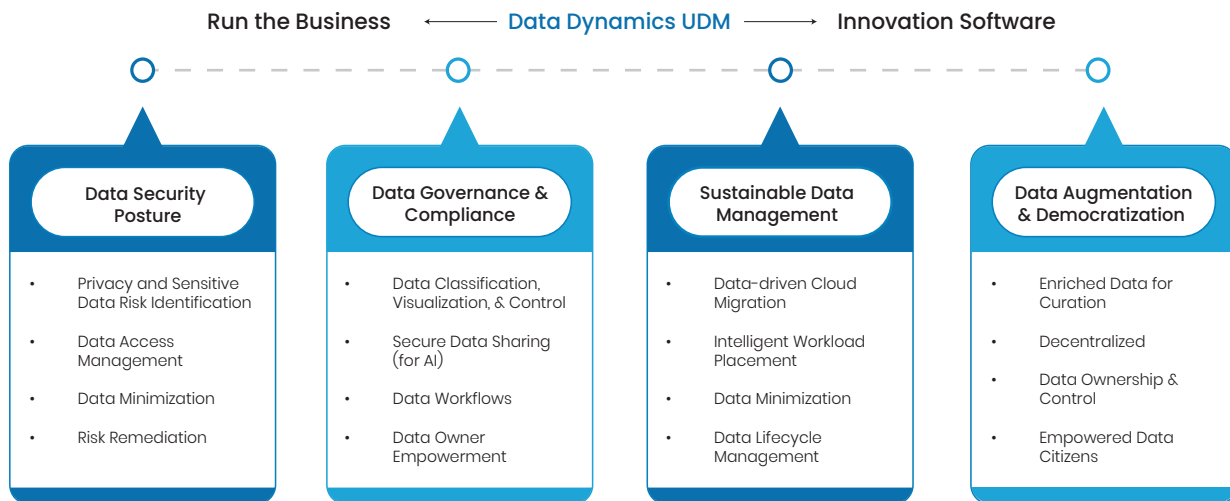 Run the Business Data Dynamics UDM Innovation Software
Data Security
Posture
• Privacy and Sensitive
Data Risk Identification
• Data Access
Management
• Data Minimization
• Risk Remediation
Data Governance &
Compliance
• Data Classification,
Visualization, & Control
• Secure Data Sharing
(for AI)
• Data Workflows
• Data Owner
Empowerment
Sustainable Data
Management
• Data-driven Cloud
Migration
• Intelligent Workload
Placement
• Data Minimization
• Data Lifecycle
Management
Data Augmentation
& Democratization
• Enriched Data for
Curation
• Decentralized
• Data Ownership &
Control
• Empowered Data
Citizens